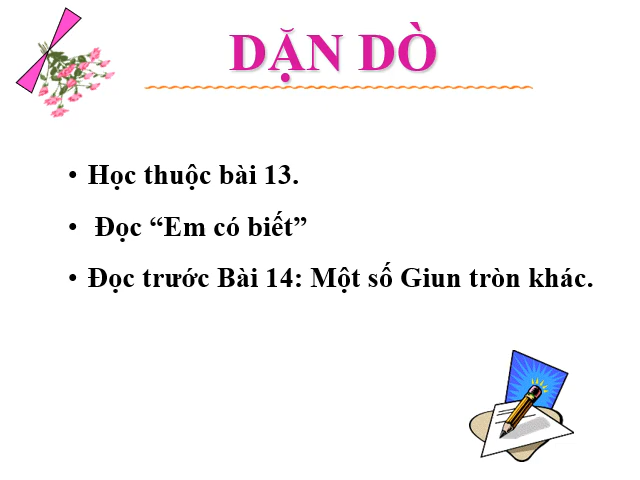 DẶN DÒ
• Học thuộc bài 13.
• Đọc “Em có biết”
• Đọc trước Bài 14: Một số Giun tròn khác.